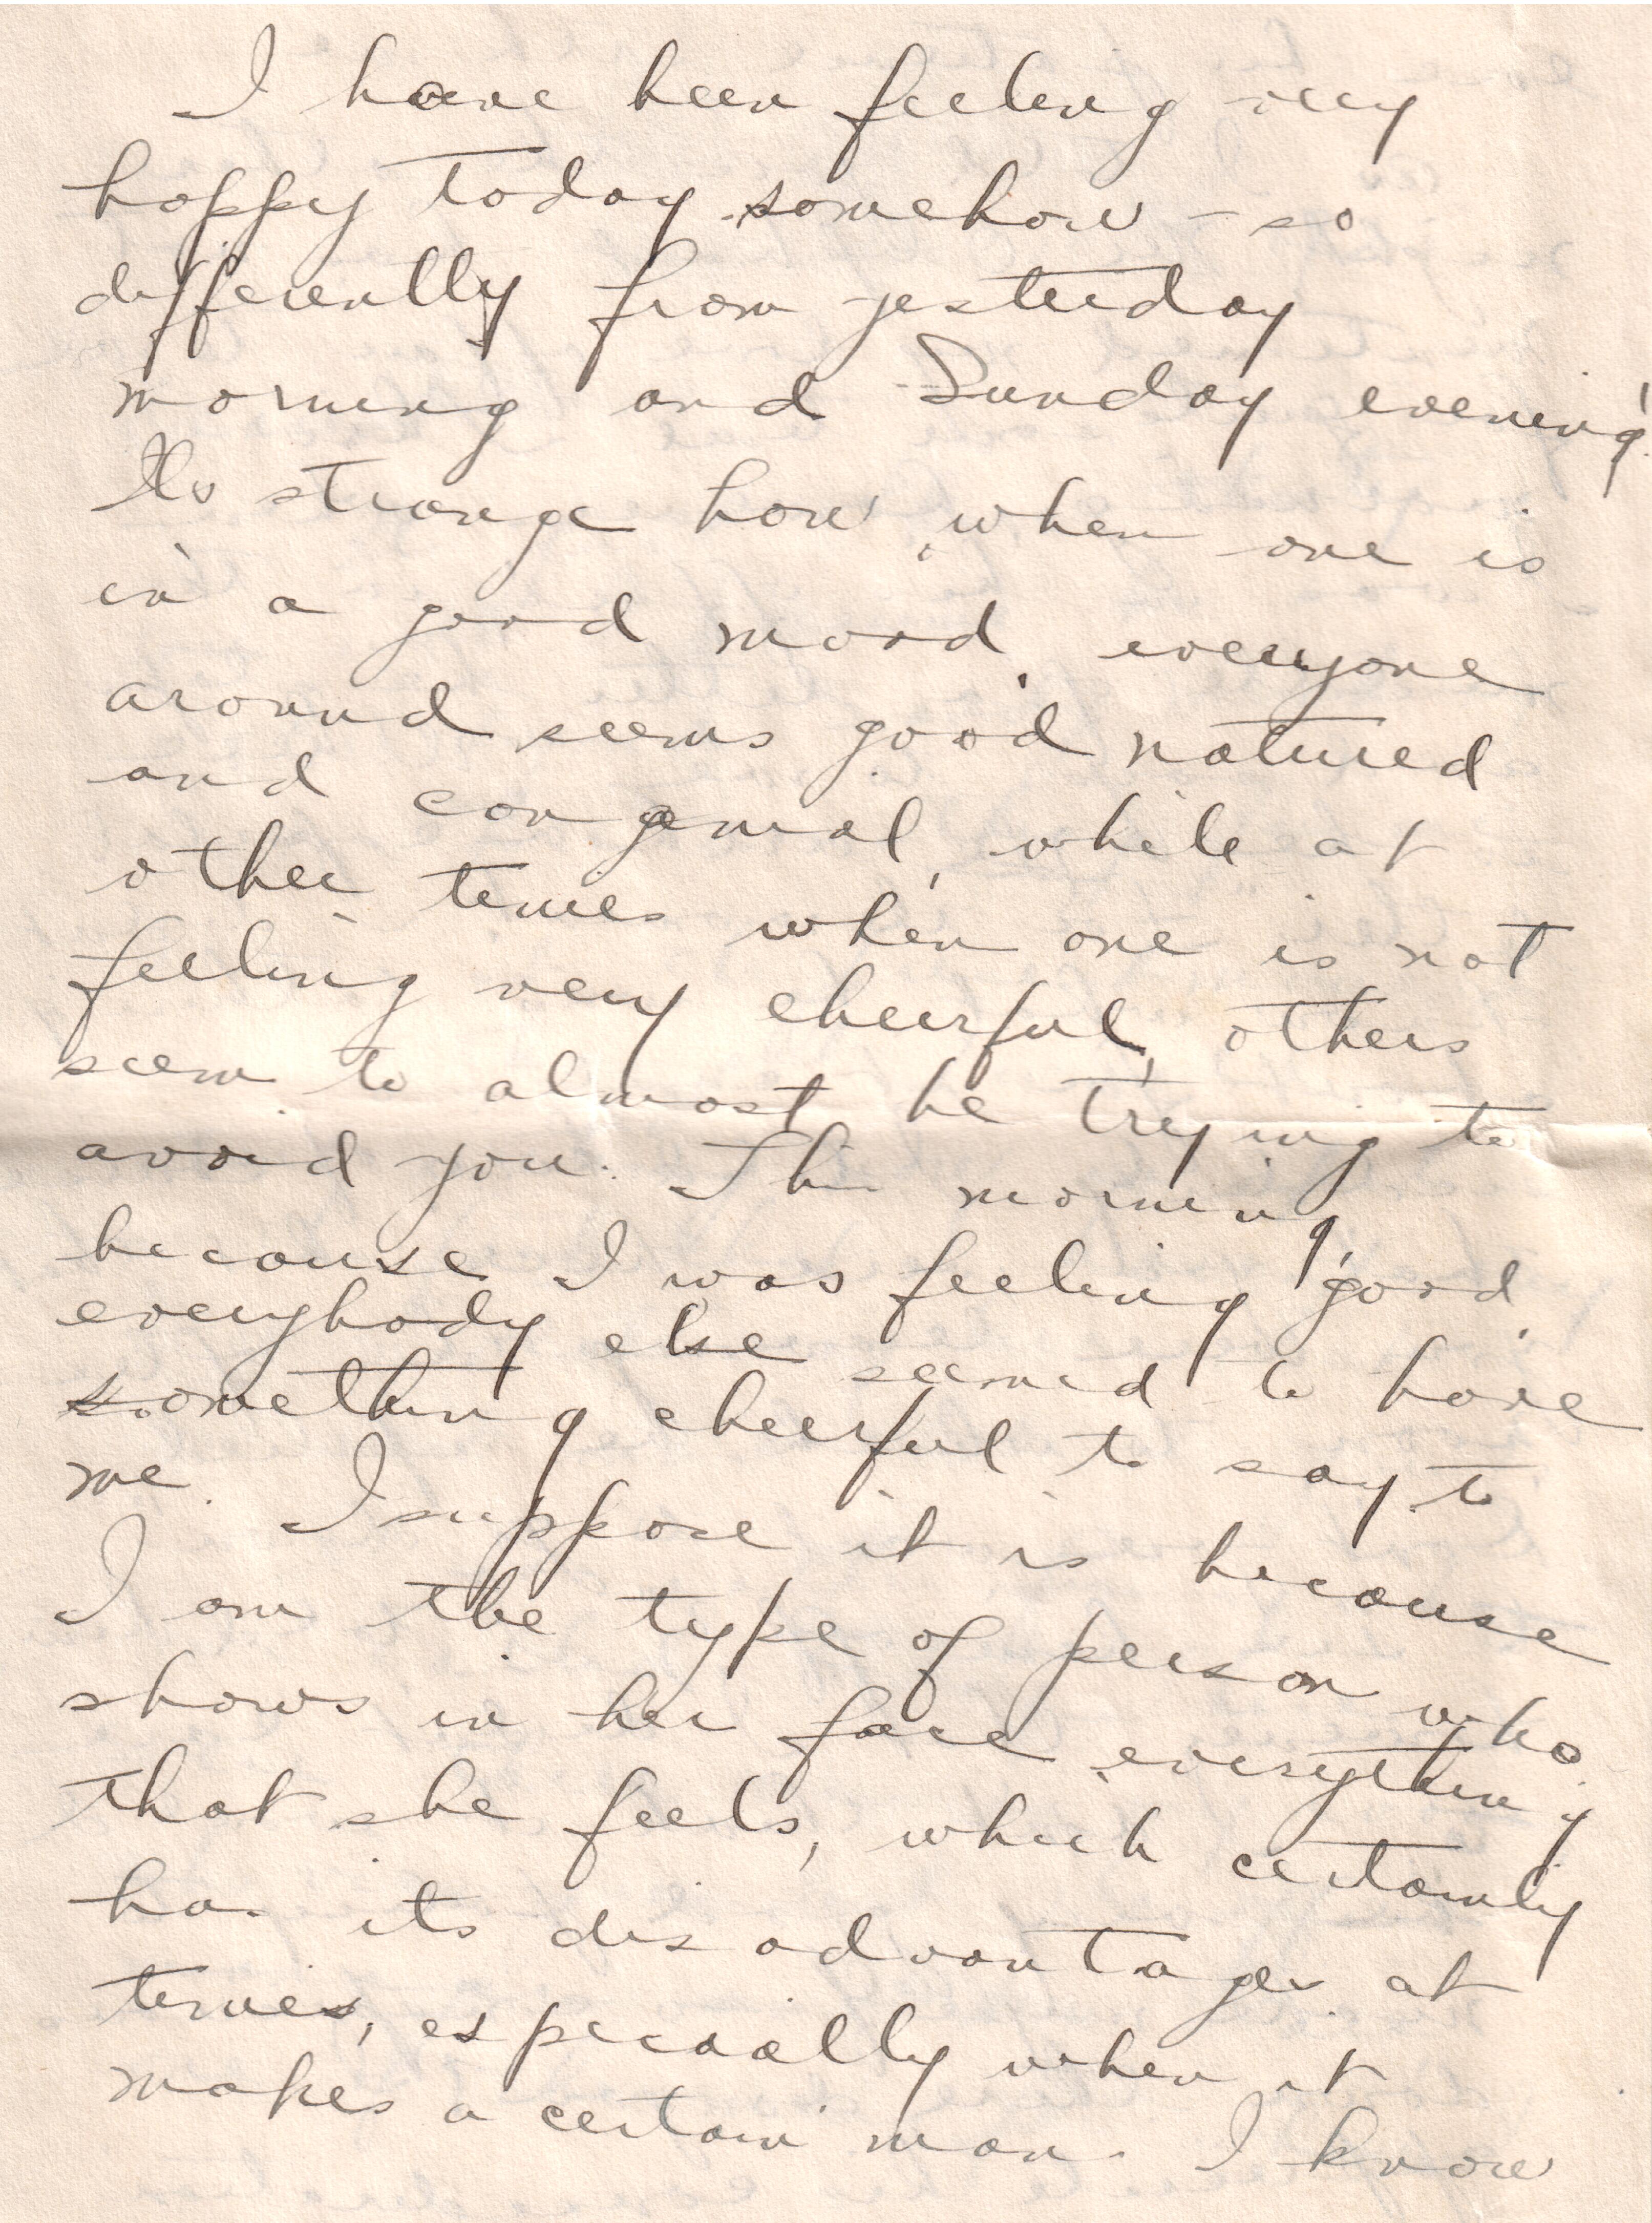 I have been feeling very
happy today somehow - so
differently from yesterday
morning and Sunday evening!
It's strange how, when one is
in a good mood, everyone
around seems good natured
and congenial, while at
other times when one is not
feeling very cheerful, others
seem to almost be trying to
avoid you. This morning,
because I was feeling good,
everybody else seemed to have
something cheerful to say to
me. I suppose it is because
I am the type of person who
shows in her face everything
that she feels, which certainly
has its disadvantages at
times, especially when it
makes a certain man I know